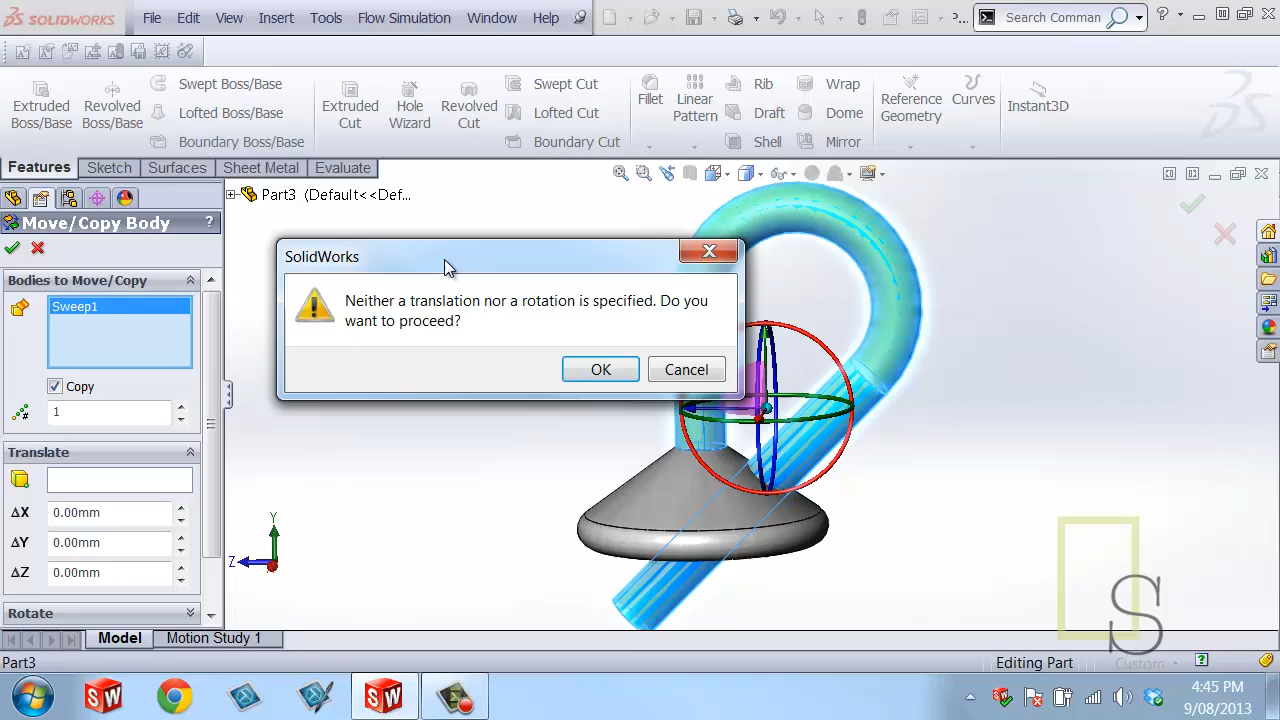 SOLIDWORKS File Edit View Insert Tools Flow Simulation Window Help Search Comman
Swept Boss/Base Swept Cut Rib Wrap
Extruded Boss/Base Revolved Boss/Base Lofted Boss/Base Extruded Cut Hole Wizard Revolved Cut Lofted Cut Fillet Linear Pattern Draft Dome Reference Geometry Curves Instant3D
Boundary Boss/Base Boundary Cut Shell Mirror
Features Sketch Surfaces Sheet Metal Evaluate
Part3 (Default<<Def...
Move/Copy Body ?
SolidWorks
Bodies to Move/Copy
Sweep1
Neither a translation nor a rotation is specified. Do you
want to proceed?
OK Cancel
Copy
1
Translate
ΔX 0.00mm
ΔY 0.00mm
ΔZ 0.00mm
Y
Z
Rotate
S
Model Motion Study 1
Part3 Editing Part Custom
4:45 PM
9/08/2013